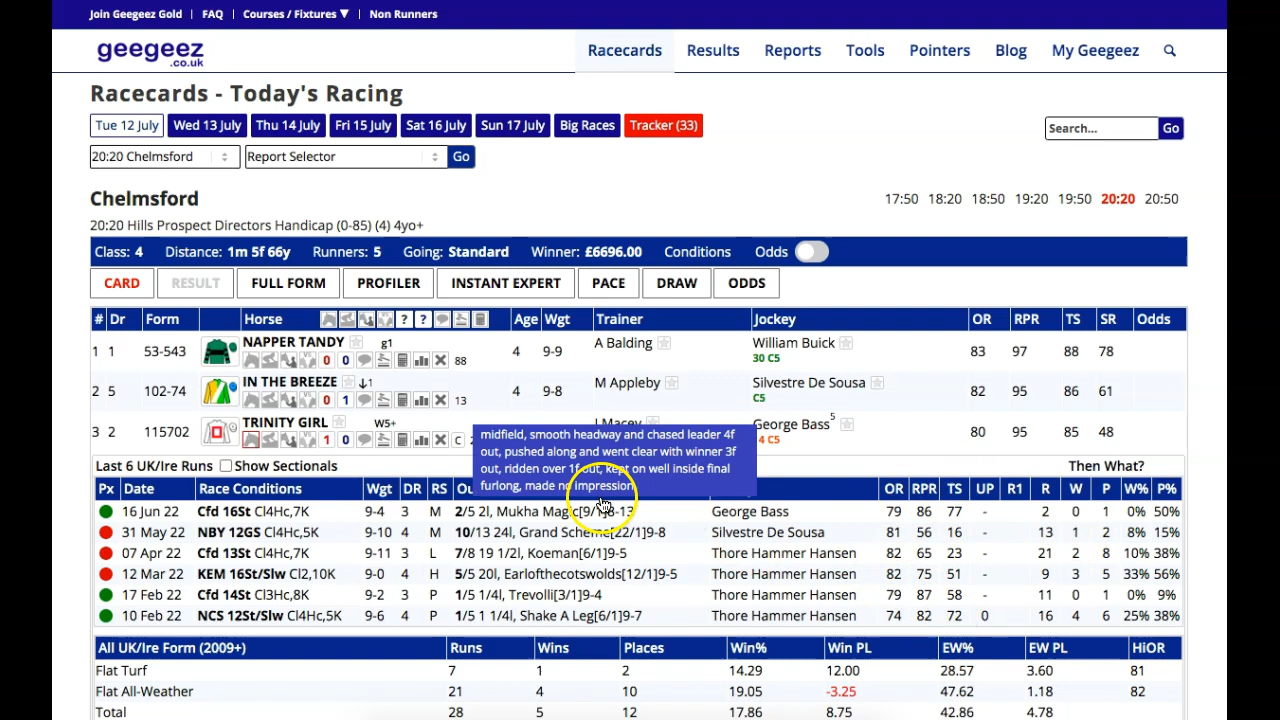 Join Geegeez Gold | FAQ | Courses / Fixtures ▼ | Non Runners
geegeez
.co.uk
Racecards Results Reports Tools Pointers Blog My Geegeez
Racecards - Today's Racing
Tue 12 July Wed 13 July Thu 14 July Fri 15 July Sat 16 July Sun 17 July Big Races Tracker (33)
Search... Go
20:20 Chelmsford Report Selector Go
Chelmsford 17:50 18:20 18:50 19:20 19:50 20:20 20:50
20:20 Hills Prospect Directors Handicap (0-85) (4) 4yo+
Class: 4 Distance: 1m 5f 66y Runners: 5 Going: Standard Winner: £6696.00 Conditions Odds
CARD RESULT FULL FORM PROFILER INSTANT EXPERT PACE DRAW ODDS
# Dr Form Horse ? ? Age Wgt Trainer Jockey OR RPR TS SR Odds
NAPPER TANDY g1 A Balding William Buick
1 1 53-543 4 9-9 83 97 88 78
0 0 88 30 C5
IN THE BREEZE ↓1 M Appleby Silvestre De Sousa
2 5 102-74 4 9-8 82 95 86 61
0 1 13 C5
TRINITY GIRL W5+ George Bass5
3 2 115702 80 95 85 48
1 0 C 4 C5
midfield, smooth headway and chased leader 4f
out, pushed along and went clear with winner 3f
out, ridden over 1f out, kept on well inside final
furlong, made no impression
Last 6 UK/Ire Runs Show Sectionals Then What?
Px Date Race Conditions Wgt DR RS OR RPR TS UP R1 R W P W% P%
16 Jun 22 Cfd 16St Cl4Hc,7K 9-4 3 M 2/5 2l, Mukha Magic[9/1]8-13 George Bass 79 86 77 - 2 0 1 0% 50%
31 May 22 NBY 12GS Cl4Hc,5K 9-10 4 M 10/13 24l, Grand Scheme[22/1]9-8 Silvestre De Sousa 81 56 16 - 13 1 2 8% 15%
07 Apr 22 Cfd 13St Cl4Hc,7K 9-11 3 L 7/8 19 1/2l, Koeman[6/1]9-5 Thore Hammer Hansen 82 65 23 - 21 2 8 10% 38%
12 Mar 22 KEM 16St/Slw Cl2,10K 9-0 4 H 5/5 20l, Earlofthecotswolds[12/1]9-5 Thore Hammer Hansen 82 75 51 - 9 3 5 33% 56%
17 Feb 22 Cfd 14St Cl3Hc,8K 9-2 3 P 1/5 1/4l, Trevolli[3/1]9-4 Thore Hammer Hansen 79 87 58 - 11 0 1 0% 9%
10 Feb 22 NCS 12St/Slw Cl4Hc,5K 9-6 4 P 1/5 1 1/4l, Shake A Leg[6/1]9-7 Thore Hammer Hansen 74 82 72 0 16 4 6 25% 38%
All UK/Ire Form (2009+) Runs Wins Places Win% Win PL EW% EW PL HiOR
Flat Turf 7 1 2 14.29 12.00 28.57 3.60 81
Flat All-Weather 21 4 10 19.05 -3.25 47.62 1.18 82
Total 28 5 12 17.86 8.75 42.86 4.78